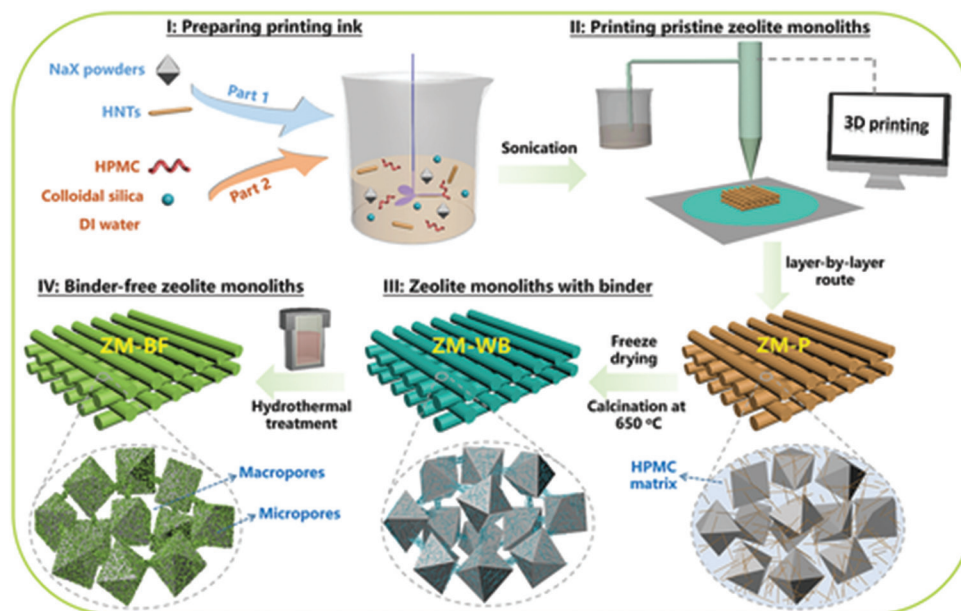 I: Preparing printing ink
NaX powders
HNTs
Part 1
HPMC
Colloidal silica
DI water
Part 2
Sonication
II: Printing pristine zeolite monoliths
3D printing
layer-by-layer
route
IV: Binder-free zeolite monoliths
ZM-BF
Hydrothermal
treatment
Macropores
Micropores
III: Zeolite monoliths with binder
ZM-WB
Freeze
drying
Calcination at
650 ºC
ZM-P
HPMC
matrix